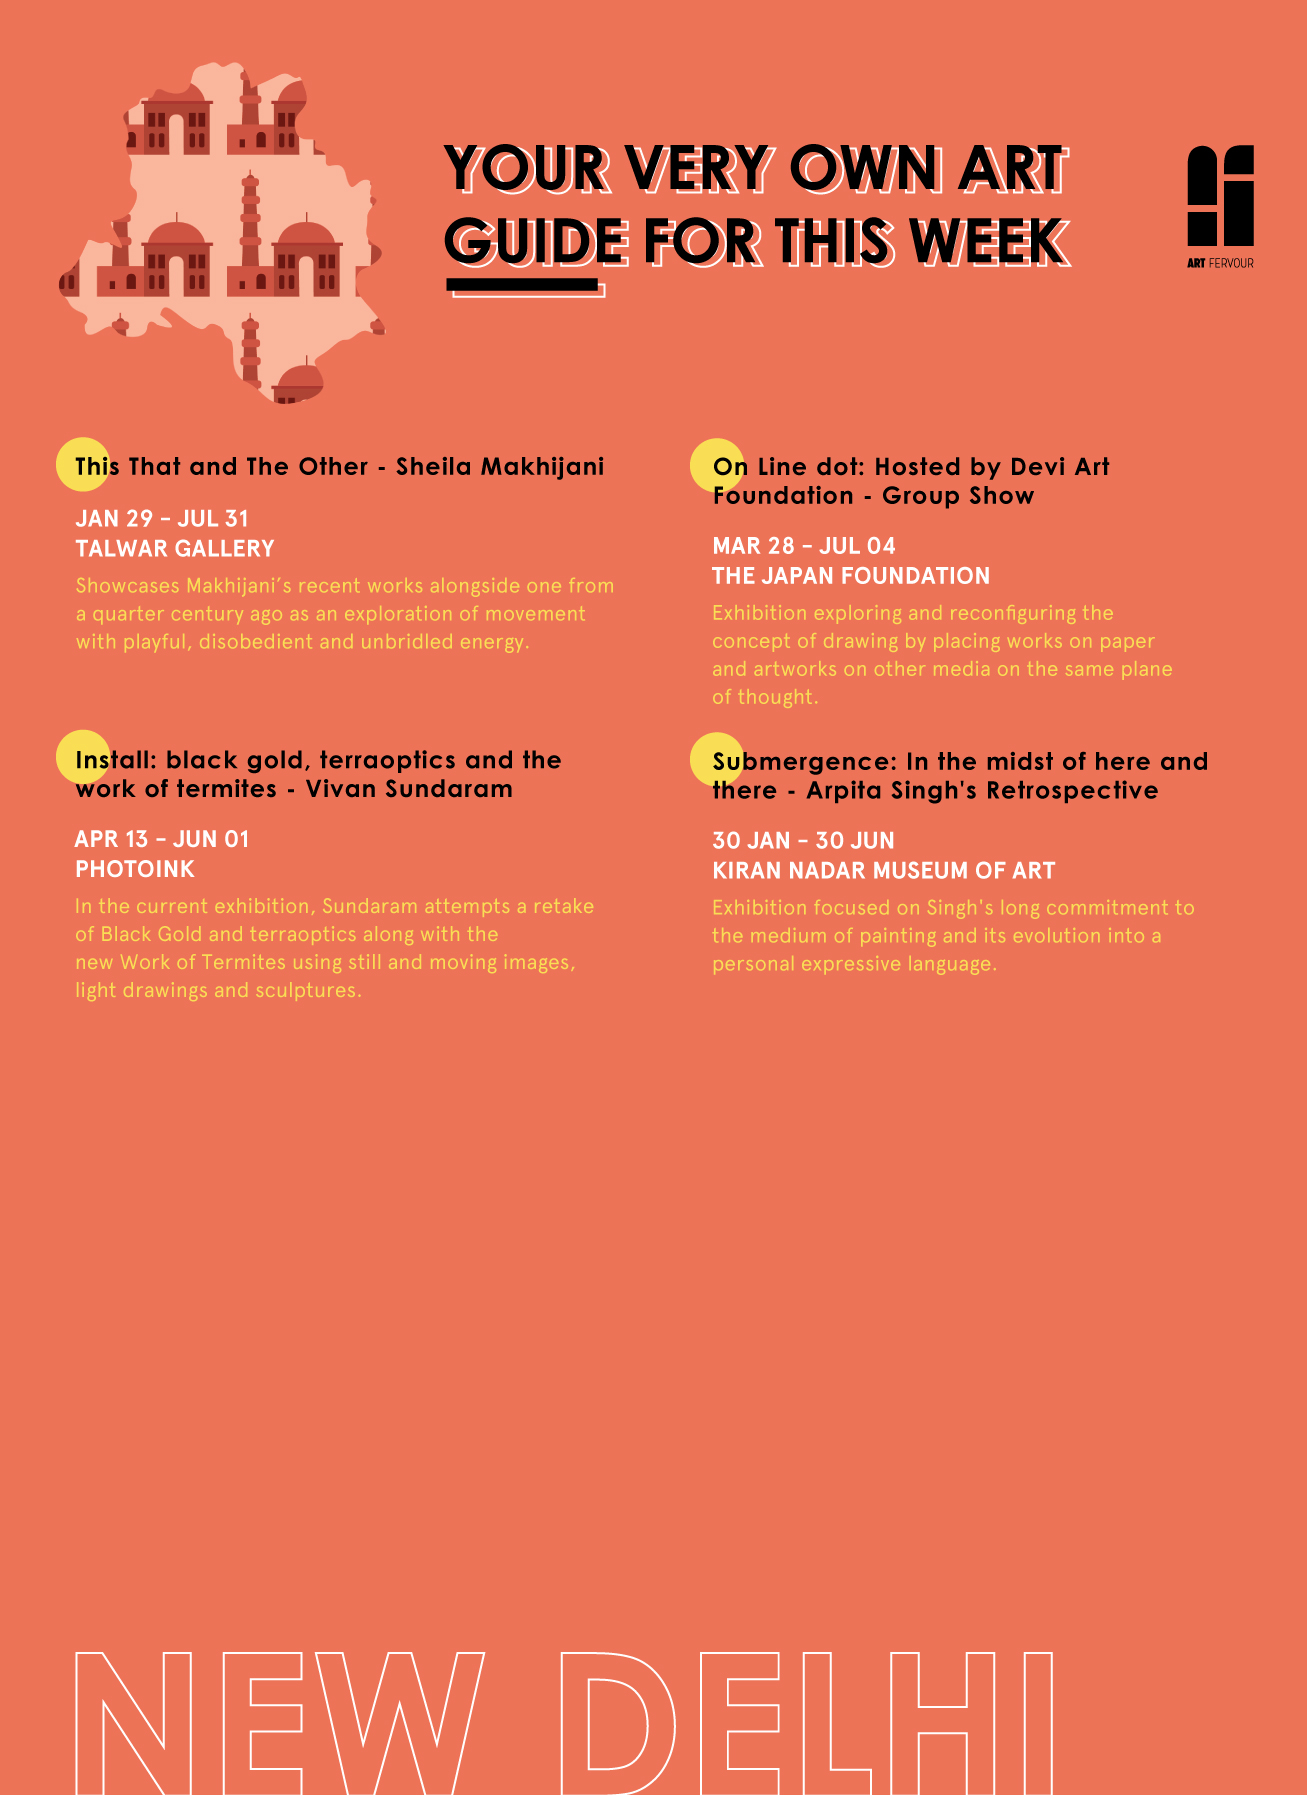 YOUR VERY OWN ART
GUIDE FOR THIS WEEK
ART FERVOUR
This That and The Other - Sheila Makhijani
JAN 29 – JUL 31
TALWAR GALLERY
Showcases Makhijani’s recent works alongside one from
a quarter century ago as an exploration of movement
with playful, disobedient and unbridled energy.
On Line dot: Hosted by Devi Art
Foundation - Group Show
MAR 28 – JUL 04
THE JAPAN FOUNDATION
Exhibition exploring and reconfiguring the
concept of drawing by placing works on paper
and artworks on other media on the same plane
of thought.
Install: black gold, terraoptics and the
work of termites - Vivan Sundaram
APR 13 – JUN 01
PHOTOINK
In the current exhibition, Sundaram attempts a retake
of Black Gold and terraoptics along with the
new Work of Termites using still and moving images,
light drawings and sculptures.
Submergence: In the midst of here and
there - Arpita Singh's Retrospective
30 JAN – 30 JUN
KIRAN NADAR MUSEUM OF ART
Exhibition focused on Singh's long commitment to
the medium of painting and its evolution into a
personal expressive language.
NEW DELHI